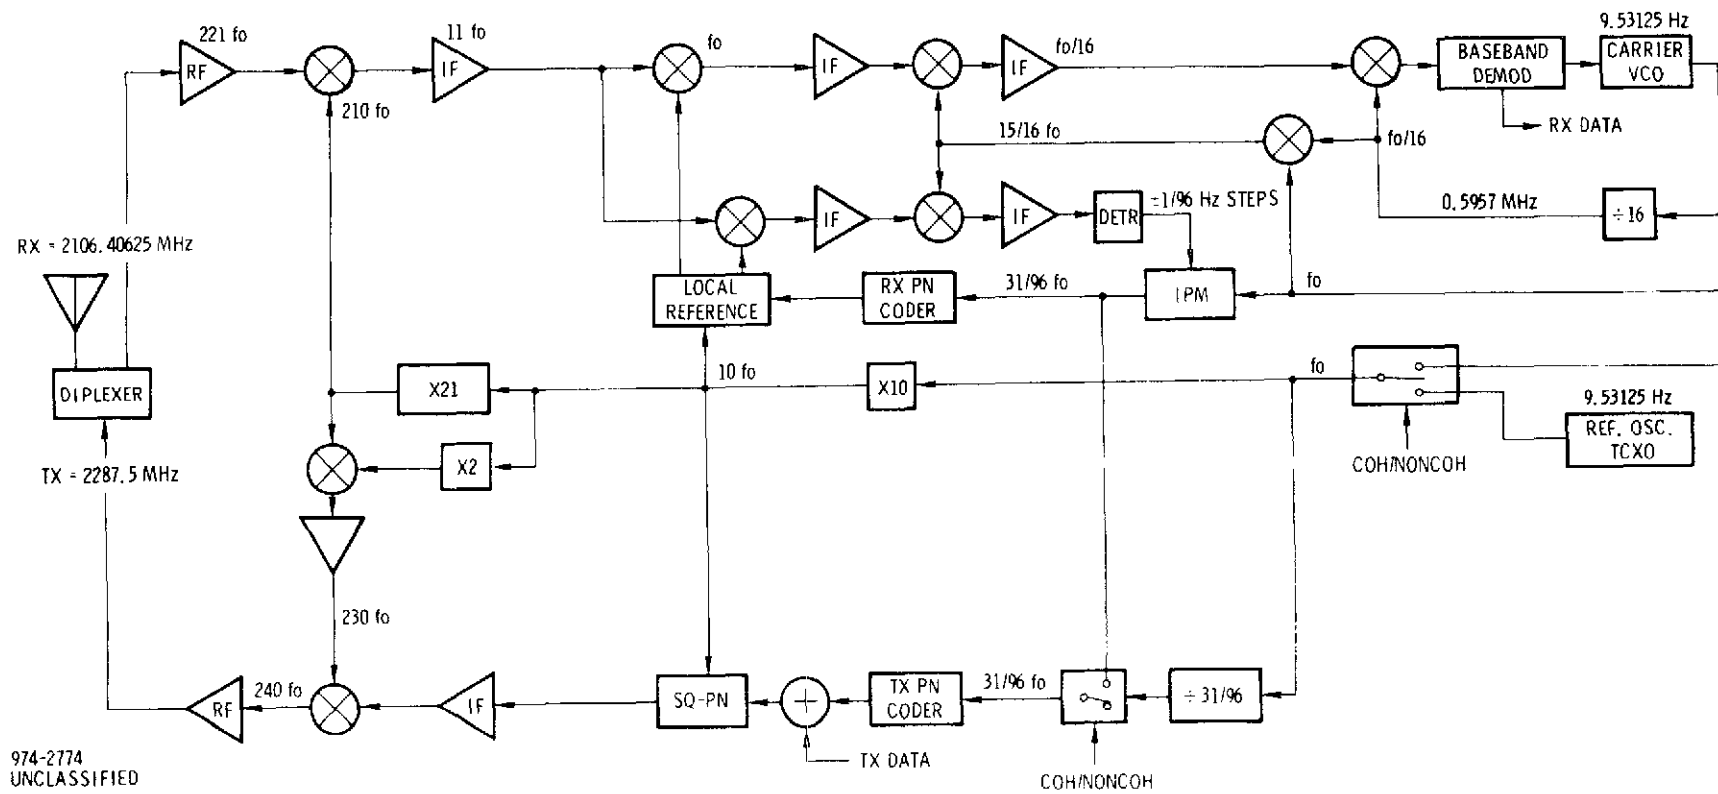 221 fo
11 fo
fo
fo/16
9.53125 Hz
RF
IF
IF
IF
BASEBAND
DEMOD
CARRIER
VCO
210 fo
15/16 fo
fo/16
RX DATA
IF
IF
DETR
±1/96 Hz STEPS
0.5957 MHz
÷16
RX = 2106.40625 MHz
LOCAL
REFERENCE
RX PN
CODER
31/96 fo
IPM
fo
DIPLEXER
X21
10 fo
X10
fo
9.53125 Hz
REF. OSC.
TCXO
X2
COH/NONCOH
TX = 2287.5 MHz
230 fo
RF
240 fo
IF
SQ-PN
TX PN
CODER
31/96 fo
÷ 31/96
TX DATA
COH/NONCOH
974-2774
UNCLASSIFIED